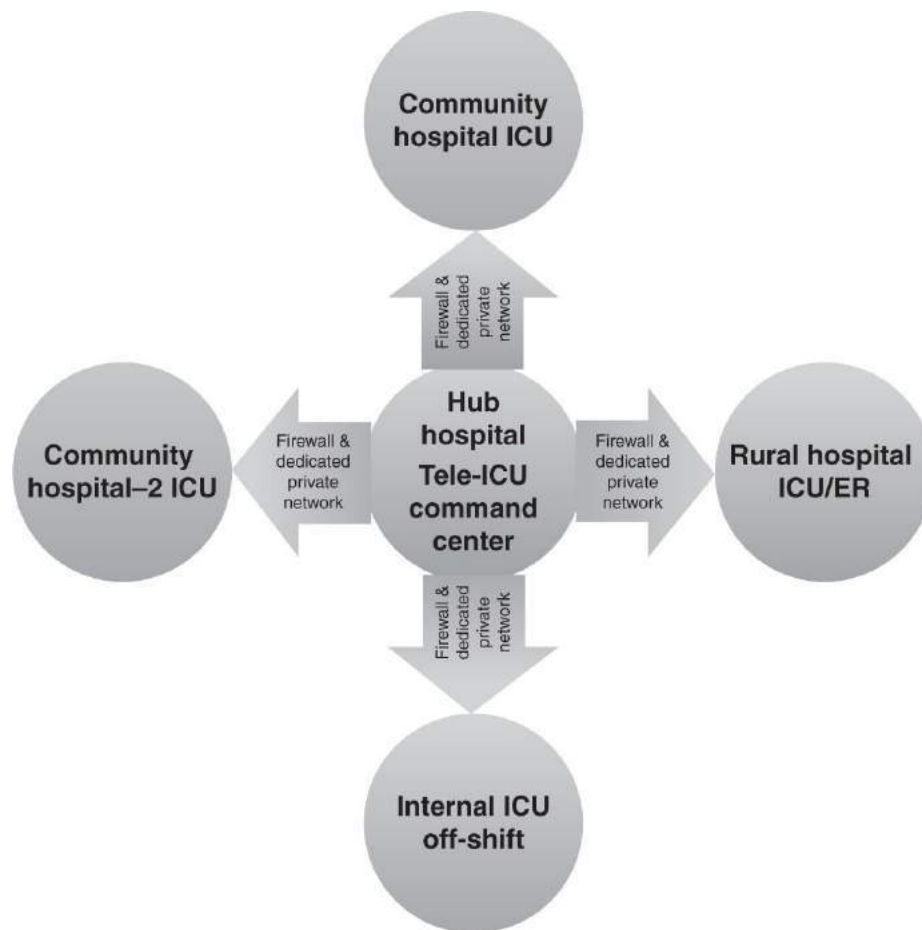 Community
hospital ICU
Firewall &
dedicated
private
network
Community
hospital–2 ICU
Firewall &
dedicated
private
network
Hub
hospital
Tele-ICU
command
center
Firewall &
dedicated
private
network
Rural hospital
ICU/ER
Firewall &
dedicated
private
network
Internal ICU
off-shift